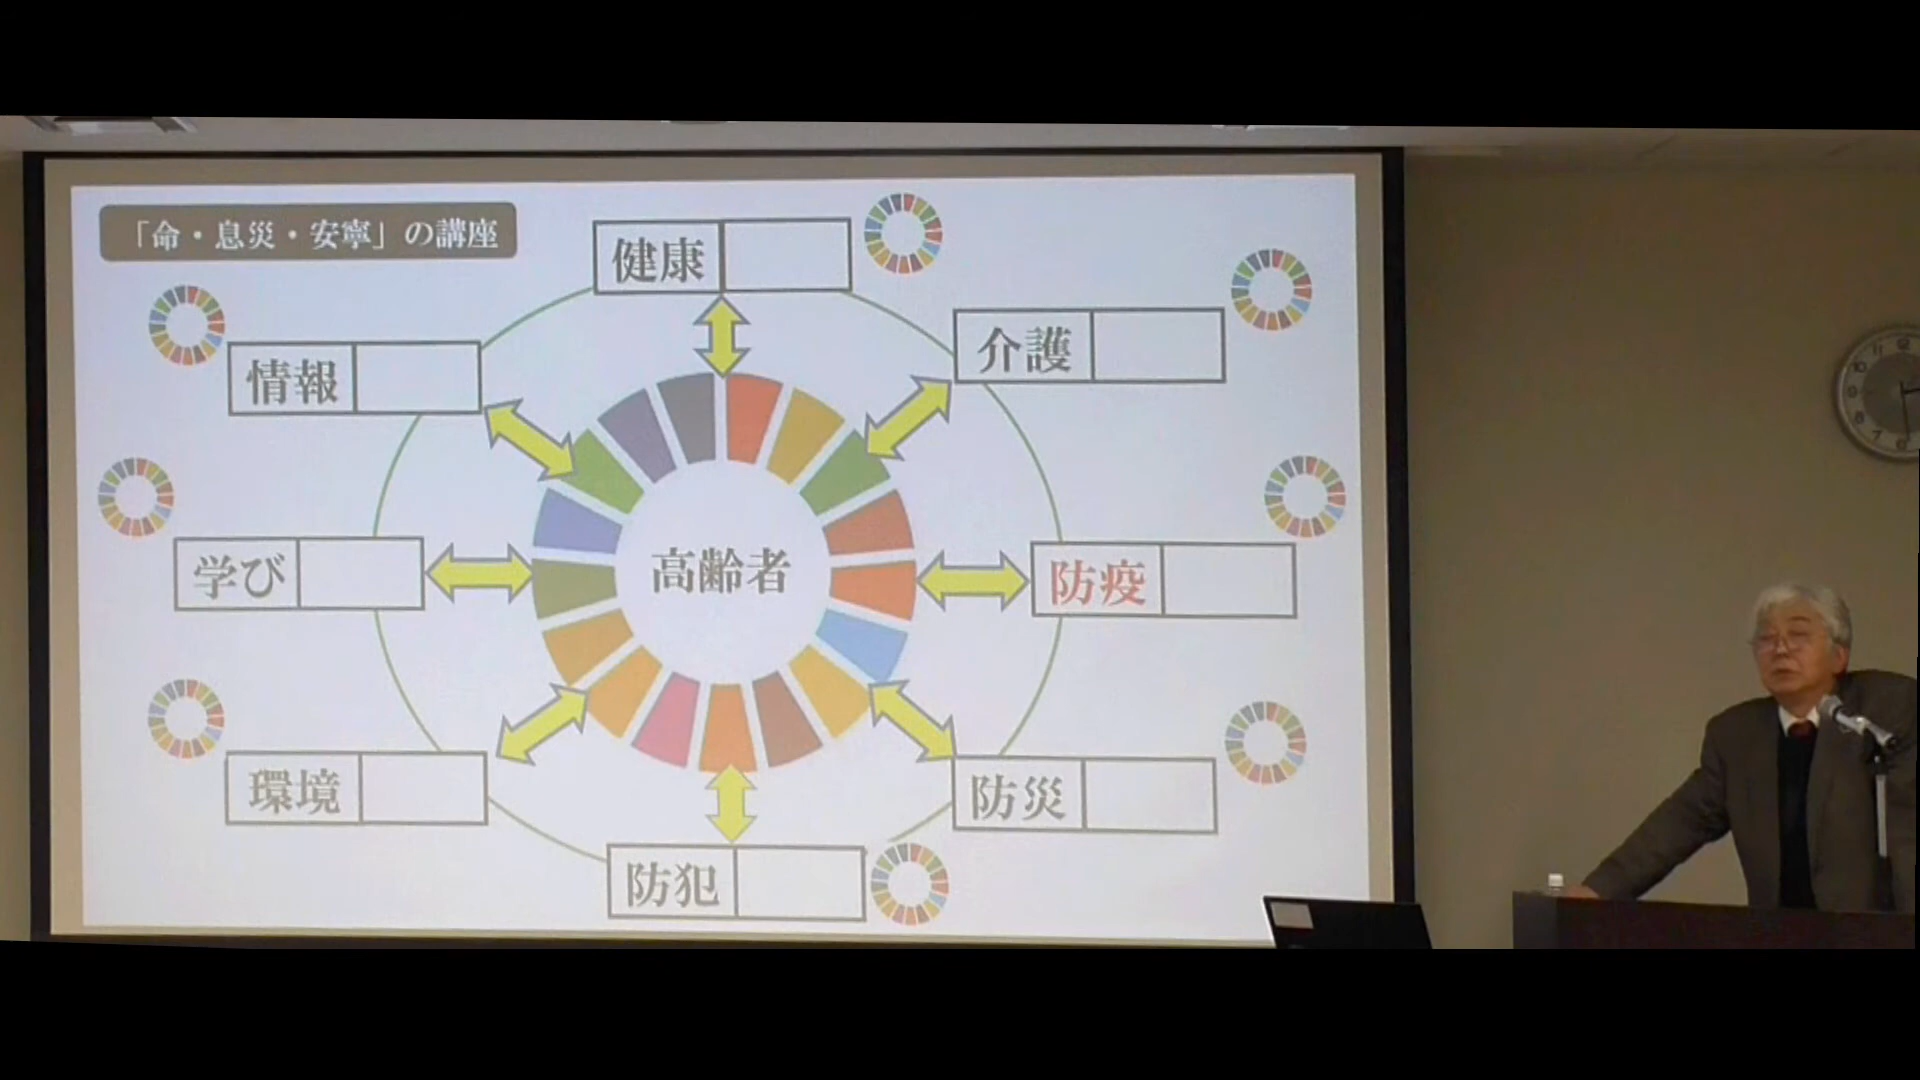 「命・息災・安寧」の講座
健康
介護
情報
学び
高齢者
防疫
環境
防災
防犯